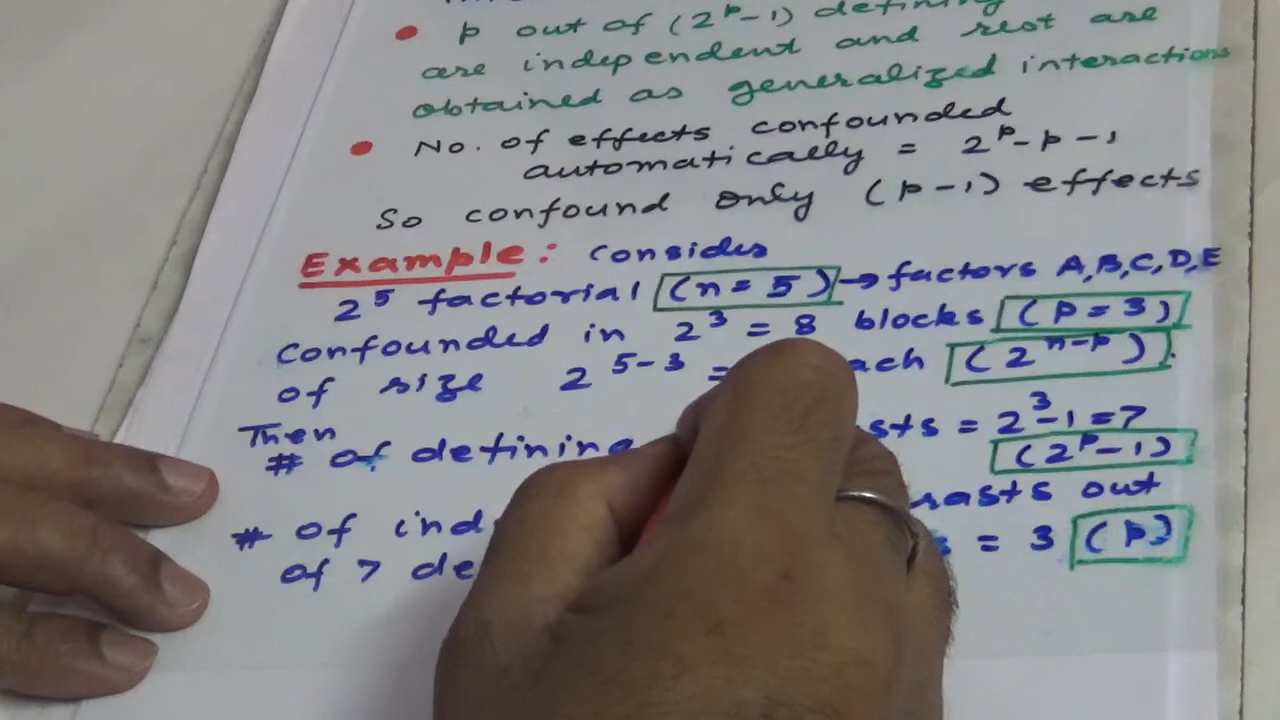 p out of (2^p-1) defining
are independent and rest are
obtained as generalized interactions
No. of effects confounded
automatically = 2^p-p-1
So confound only (p-1) effects
Example: Consider
2^5 factorial (n=5) → factors A,B,C,D,E
confounded in 2^3 = 8 blocks (p=3)
of size 2^5-3 = ach (2^n-p).
Then
# of defining sts = 2^3-1=7
(2^p-1)
# of ind rasts out
of 7 de s = 3 (p)